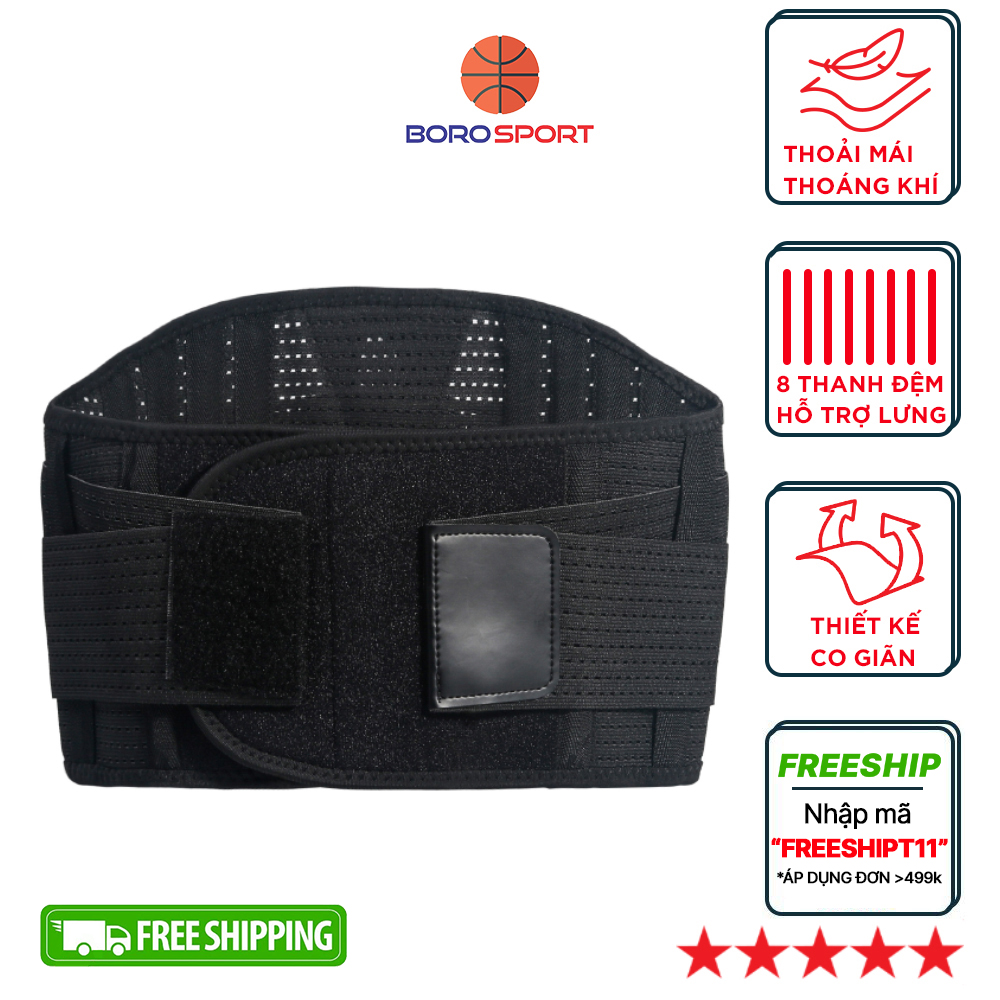 BORO SPORT
THOẢI MÁI
THOÁNG KHÍ
8 THANH ĐỆM
HỖ TRỢ LƯNG
THIẾT KẾ
CO GIÃN
FREESHIP
Nhập mã
“FREESHIPT11”
*ÁP DỤNG ĐƠN >499k
FREE SHIPPING